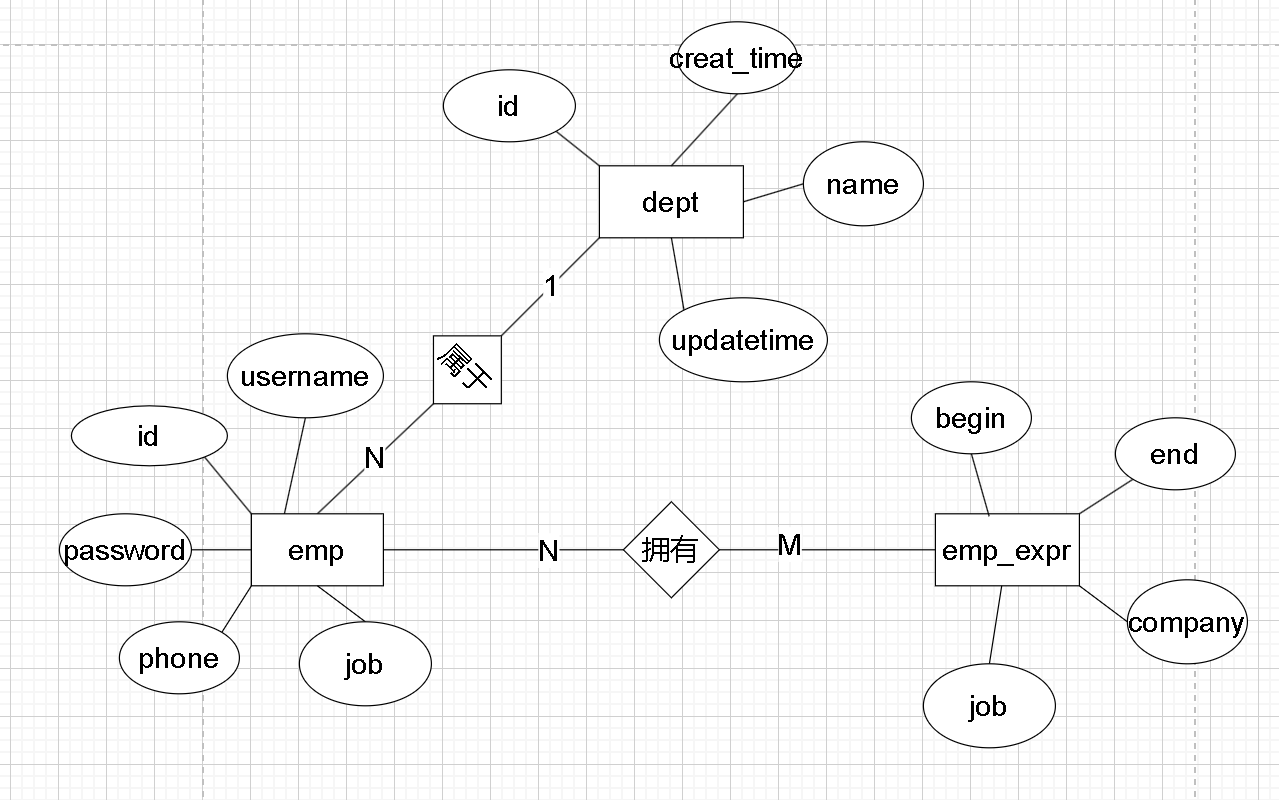 creat_time
id
name
dept
1
updatetime
属于
username
id
N
begin
end
password
emp
N
拥有
M
emp_expr
company
phone
job
job